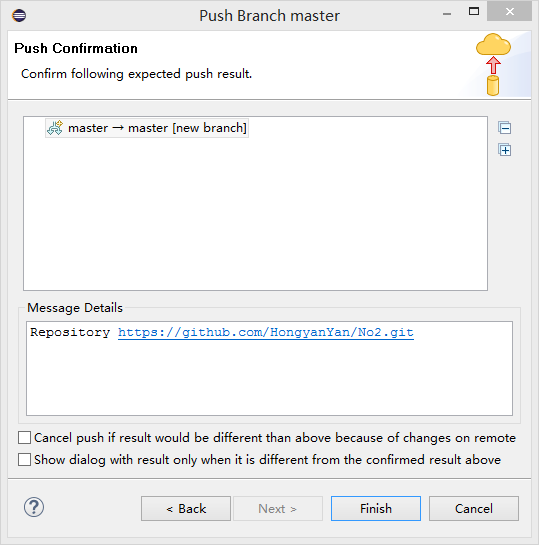 Push Branch master
Push Confirmation
Confirm following expected push result.
master → master [new branch]
Message Details
Repository https://github.com/HongyanYan/No2.git
Cancel push if result would be different than above because of changes on remote
Show dialog with result only when it is different from the confirmed result above
< Back
Next >
Finish
Cancel